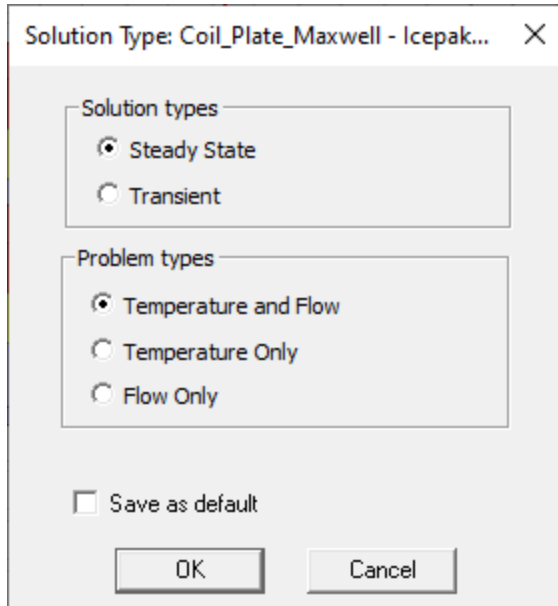 Solution Type: Coil_Plate_Maxwell - Icepak...
Solution types
Steady State
Transient
Problem types
Temperature and Flow
Temperature Only
Flow Only
Save as default
OK Cancel